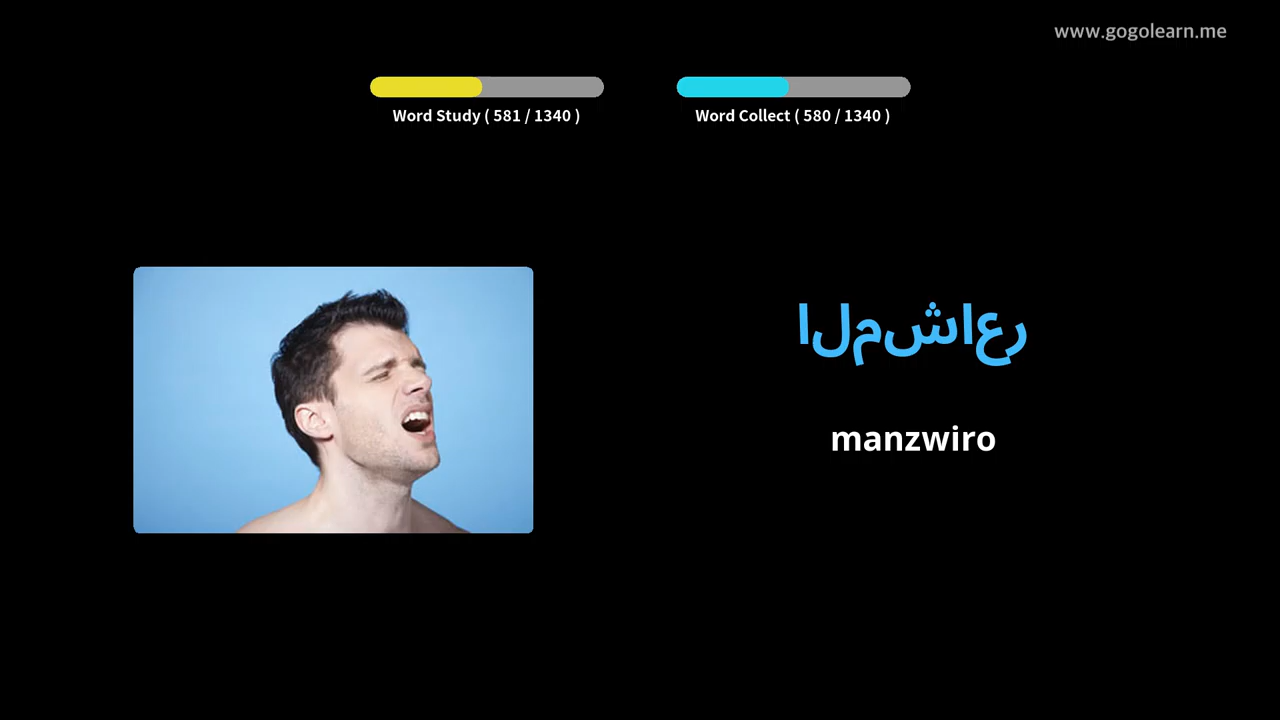 www.gogolearn.me
Word Study ( 581 / 1340 )
Word Collect ( 580 / 1340 )
المشاعر
manzwiro